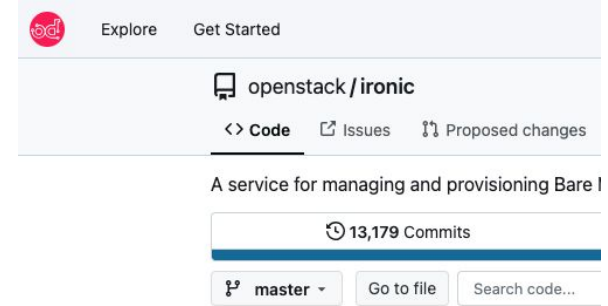 od Explore Get Started
openstack / ironic
<> Code Issues Proposed changes
A service for managing and provisioning Bare
13,179 Commits
master Go to file Search code...